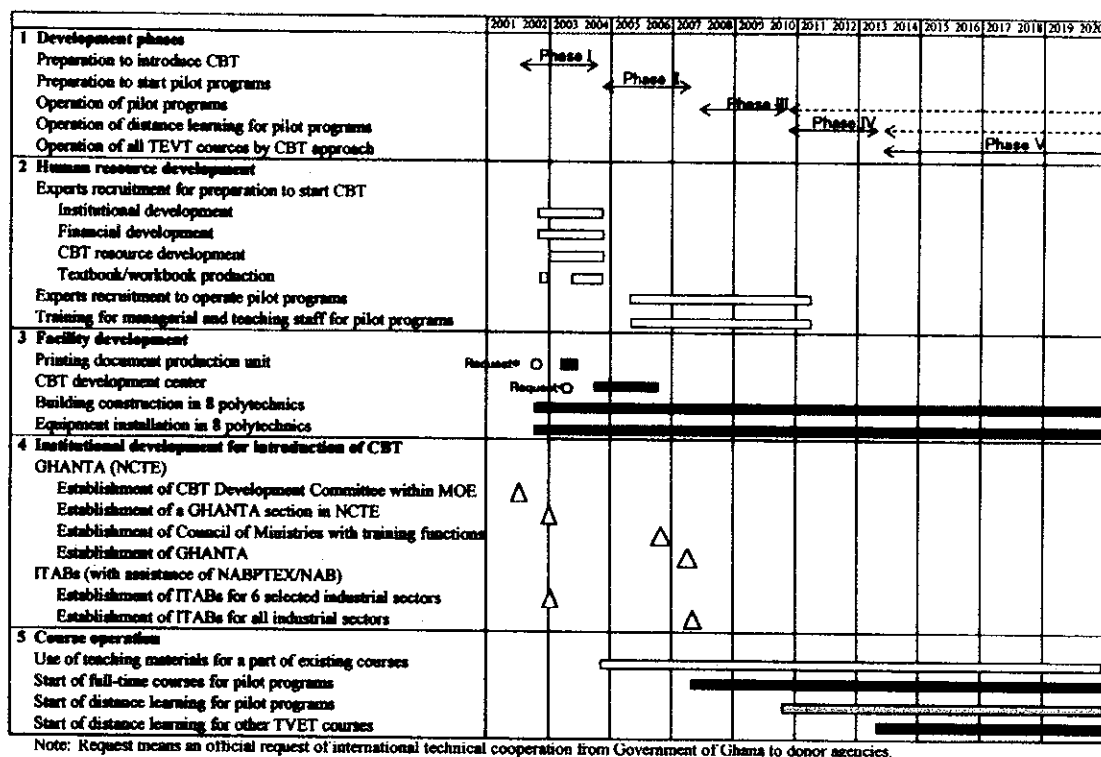 2001 2002 2003 2004 2005 2006 2007 2008 2009 2010 2011 2012 2013 2014 2015 2016 2017 2018 2019 2020
1 Development phases
Preparation to introduce CBT Phase I
Preparation to start pilot programs Phase II
Operation of pilot programs Phase III
Operation of distance learning for pilot programs Phase IV
Operation of all TEVT cources by CBT approach Phase V
2 Human resource development
Experts recruitment for preparation to start CBT
Institutional development
Financial development
CBT resource development
Textbook/workbook production
Experts recruitment to operate pilot programs
Training for managerial and teaching staff for pilot programs
3 Facility development
Printing document production unit Request*
CBT development center Request*
Building construction in 8 polytechnics
Equipment installation in 8 polytechnics
4 Institutional development for introduction of CBT
GHANTA (NCTE)
Establishment of CBT Development Committee within MOE
Establishment of a GHANTA section in NCTE
Establishment of Council of Ministries with training functions
Establishment of GHANTA
ITABs (with assistance of NABPTEX/NAB)
Establishment of ITABs for 6 selected industrial sectors
Establishment of ITABs for all industrial sectors
5 Course operation
Use of teaching materials for a part of existing courses
Start of full-time courses for pilot programs
Start of distance learning for pilot programs
Start of distance learning for other TVET courses
Note: Request means an official request of international technical cooperation from Government of Ghana to donor agencies.